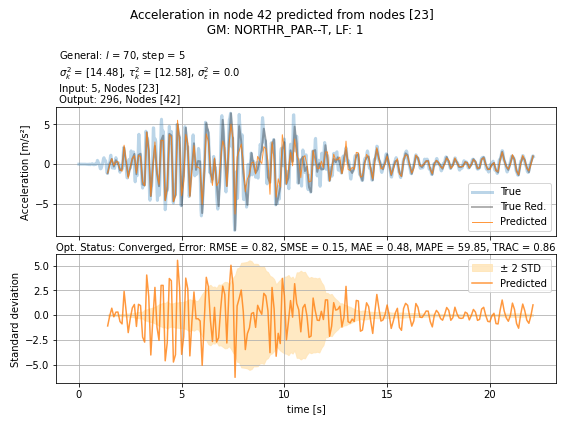 Acceleration in node 42 predicted from nodes [23]
GM: NORTHR_PAR--T, LF: 1
General: l = 70, step = 5
σ²ₖ = [14.48], τ²ₖ = [12.58], σ²ε = 0.0
Input: 5, Nodes [23]
Output: 296, Nodes [42]
Acceleration [m/s²]
5
0
−5
True
True Red.
Predicted
Opt. Status: Converged, Error: RMSE = 0.82, SMSE = 0.15, MAE = 0.48, MAPE = 59.85, TRAC = 0.86
Standard deviation
5.0
2.5
0.0
−2.5
−5.0
± 2 STD
Predicted
0 5 10 15 20
time [s]